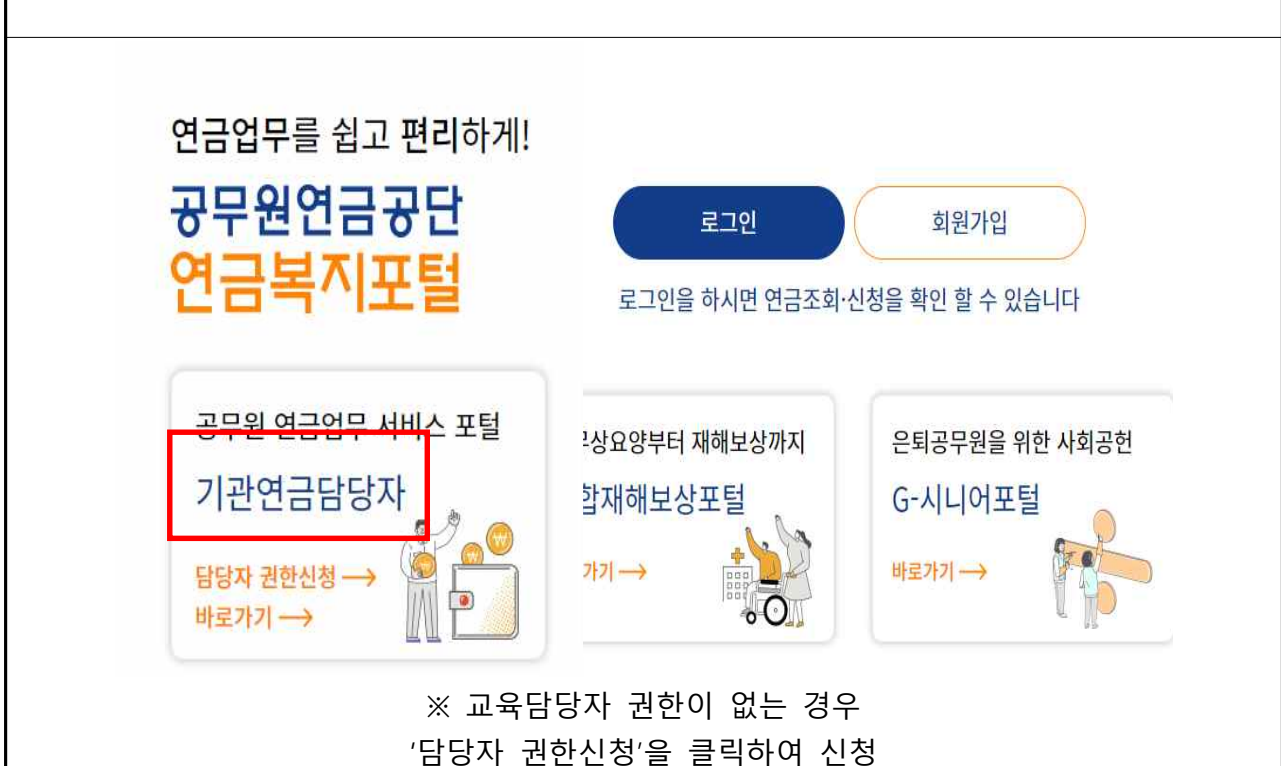 연금업무를 쉽고 편리하게!
공무원연금공단
연금복지포털
로그인
회원가입
로그인을 하시면 연금조회·신청을 확인 할 수 있습니다
공무원 연금업무 서비스 포털
기관연금담당자
담당자 권한신청 →
바로가기 →
상요양부터 재해보상까지
합재해보상포털
가기 →
은퇴공무원을 위한 사회공헌
G-시니어포털
바로가기 →
※ 교육담당자 권한이 없는 경우
'담당자 권한신청'을 클릭하여 신청